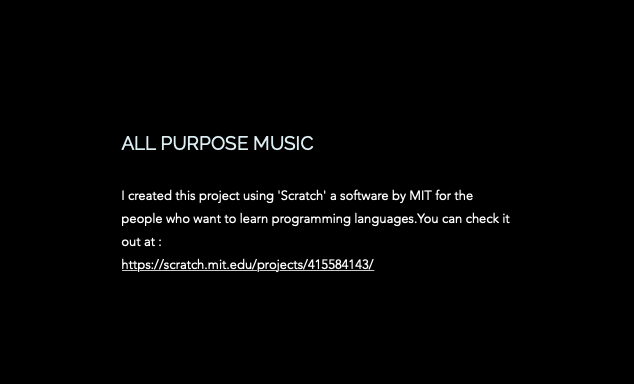 ALL PURPOSE MUSIC
I created this project using 'Scratch' a software by MIT for the
people who want to learn programming languages.You can check it
out at :
https://scratch.mit.edu/projects/415584143/